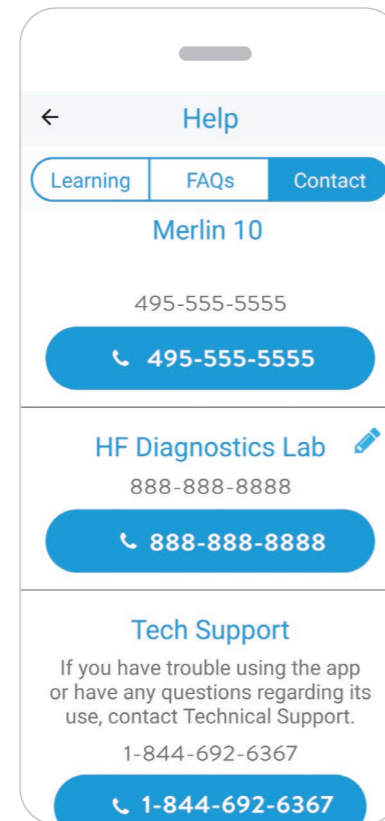 Help
Learning FAQs Contact
Merlin 10
495-555-5555
495-555-5555
HF Diagnostics Lab
888-888-8888
888-888-8888
Tech Support
If you have trouble using the app
or have any questions regarding its
use, contact Technical Support.
1-844-692-6367
1-844-692-6367